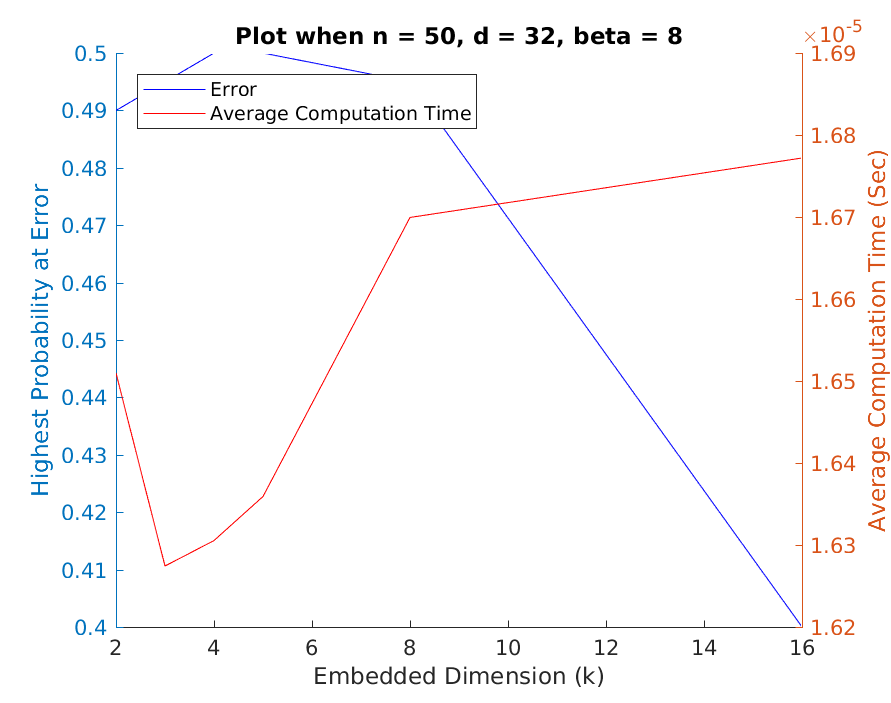 Plot when n = 50, d = 32, beta = 8
×10-5
Error
Average Computation Time
Highest Probability at Error
0.5
0.49
0.48
0.47
0.46
0.45
0.44
0.43
0.42
0.41
0.4
1.69
1.68
1.67
1.66
1.65
1.64
1.63
1.62
Average Computation Time (Sec)
2 4 6 8 10 12 14 16
Embedded Dimension (k)